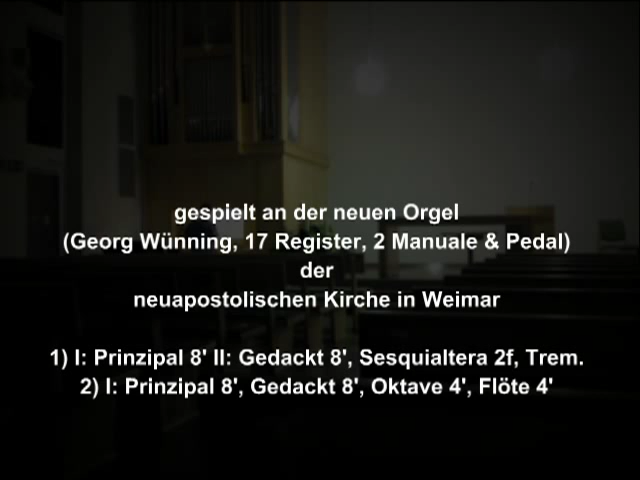 gespielt an der neuen Orgel
(Georg Wünning, 17 Register, 2 Manuale & Pedal)
der
neuapostolischen Kirche in Weimar
1) I: Prinzipal 8' II: Gedackt 8', Sesquialtera 2f, Trem.
2) I: Prinzipal 8', Gedackt 8', Oktave 4', Flöte 4'